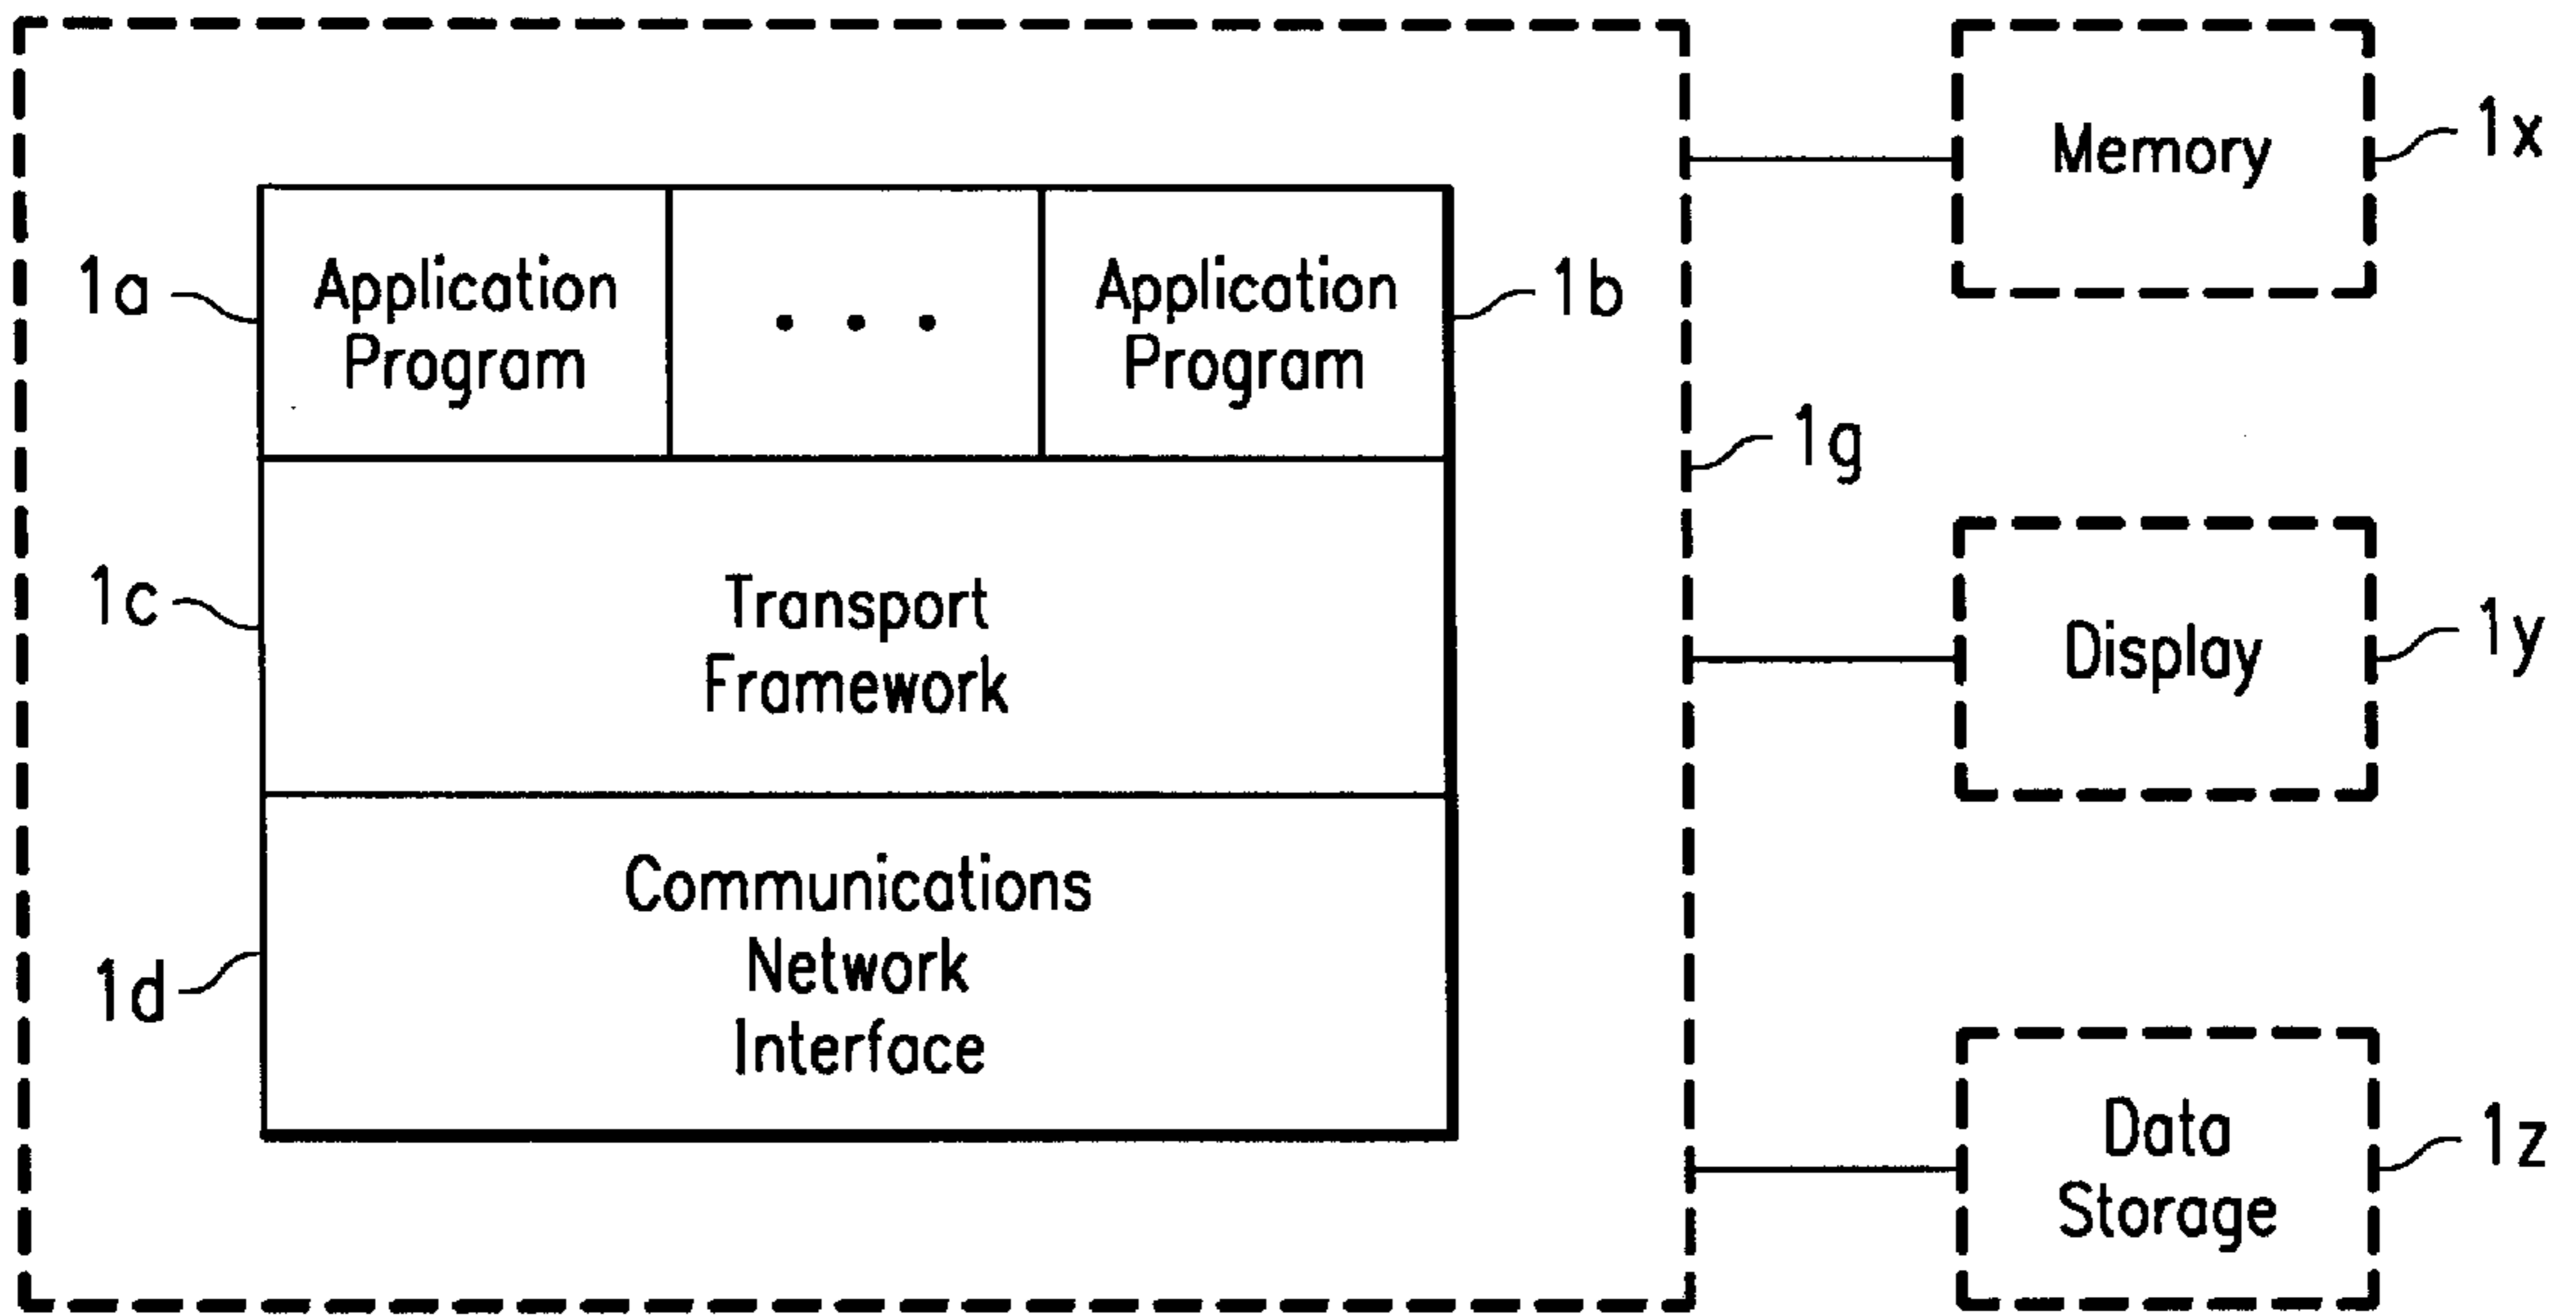 Memory
1x
1a
Application
Program
. . .
Application
Program
1b
1g
1c
Transport
Framework
Display
1y
1d
Communications
Network
Interface
Data
Storage
1z